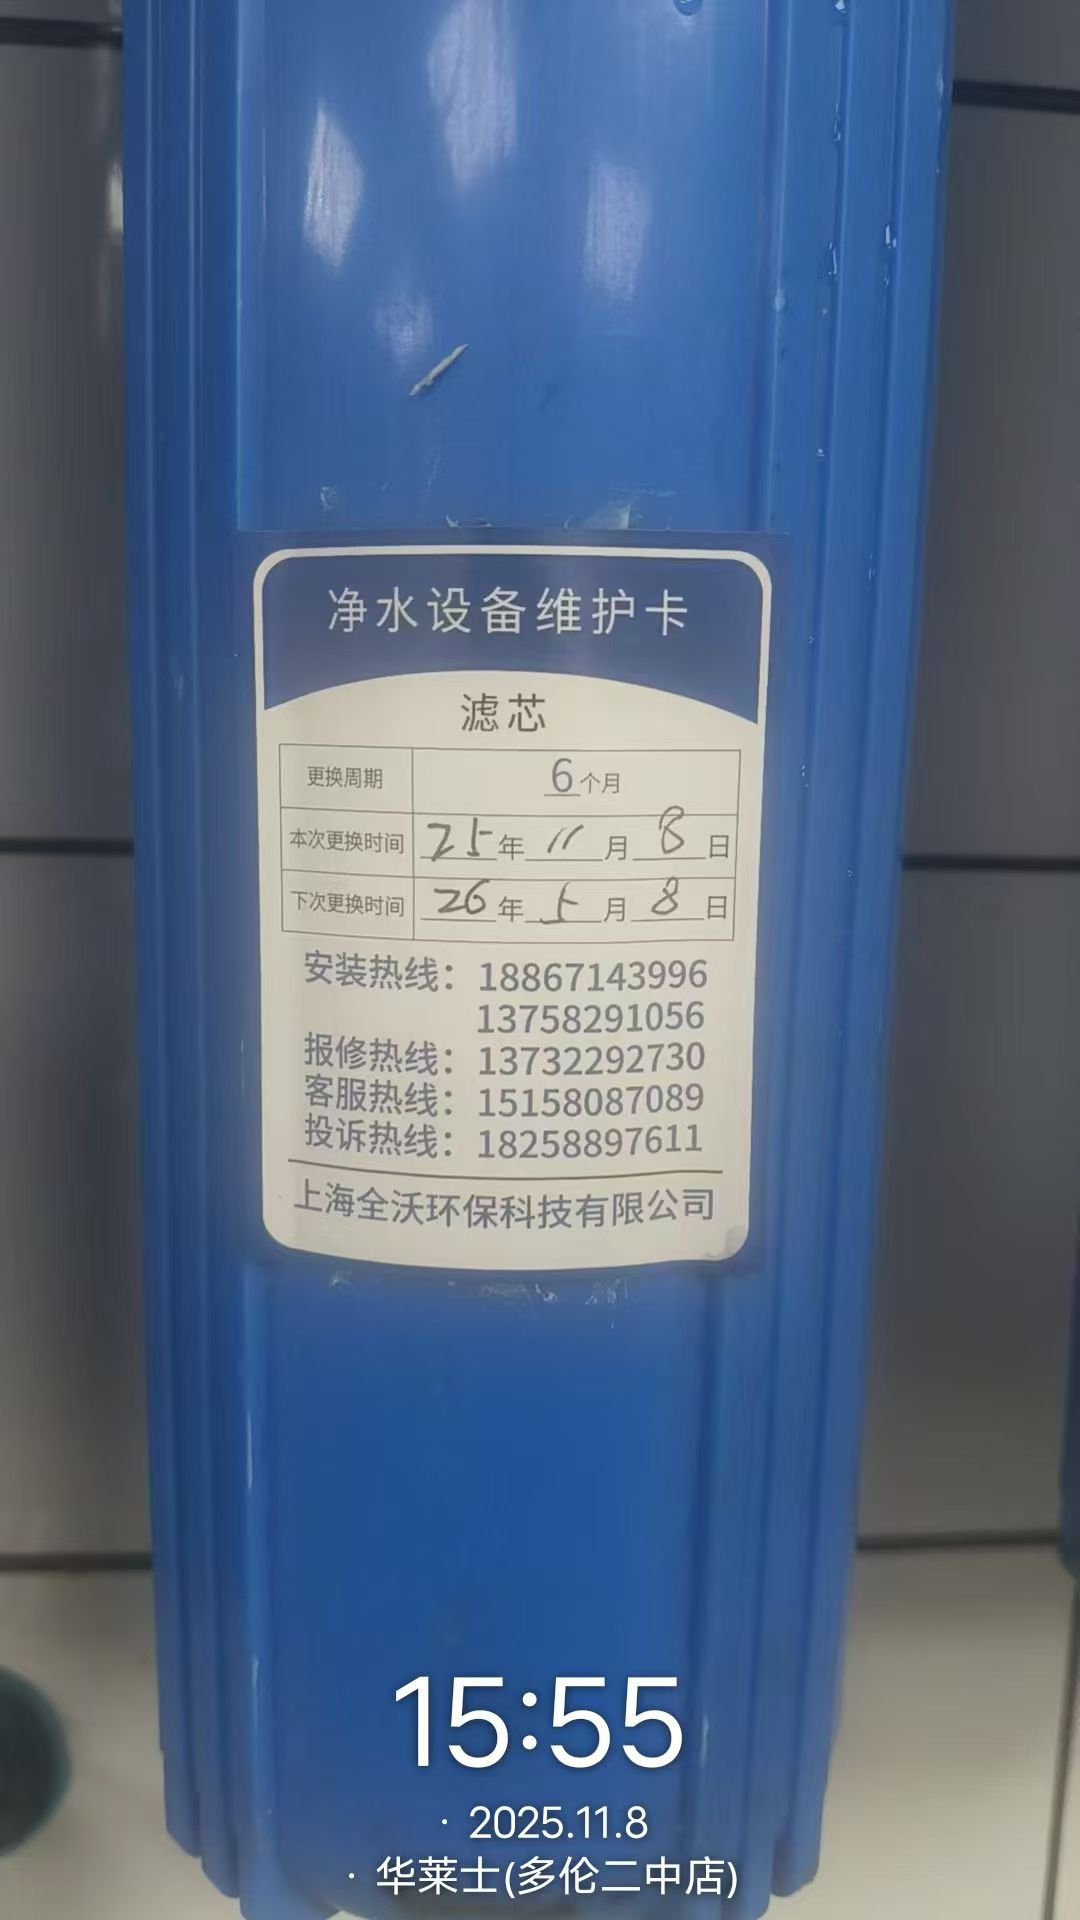 净水设备维护卡
滤芯
更换周期 6个月
本次更换时间 25年11月8日
下次更换时间 26年5月8日
安装热线：18867143996
13758291056
报修热线：13732292730
客服热线：15158087089
投诉热线：18258897611
上海全沃环保科技有限公司
15:55
· 2025.11.8
· 华莱士(多伦二中店)